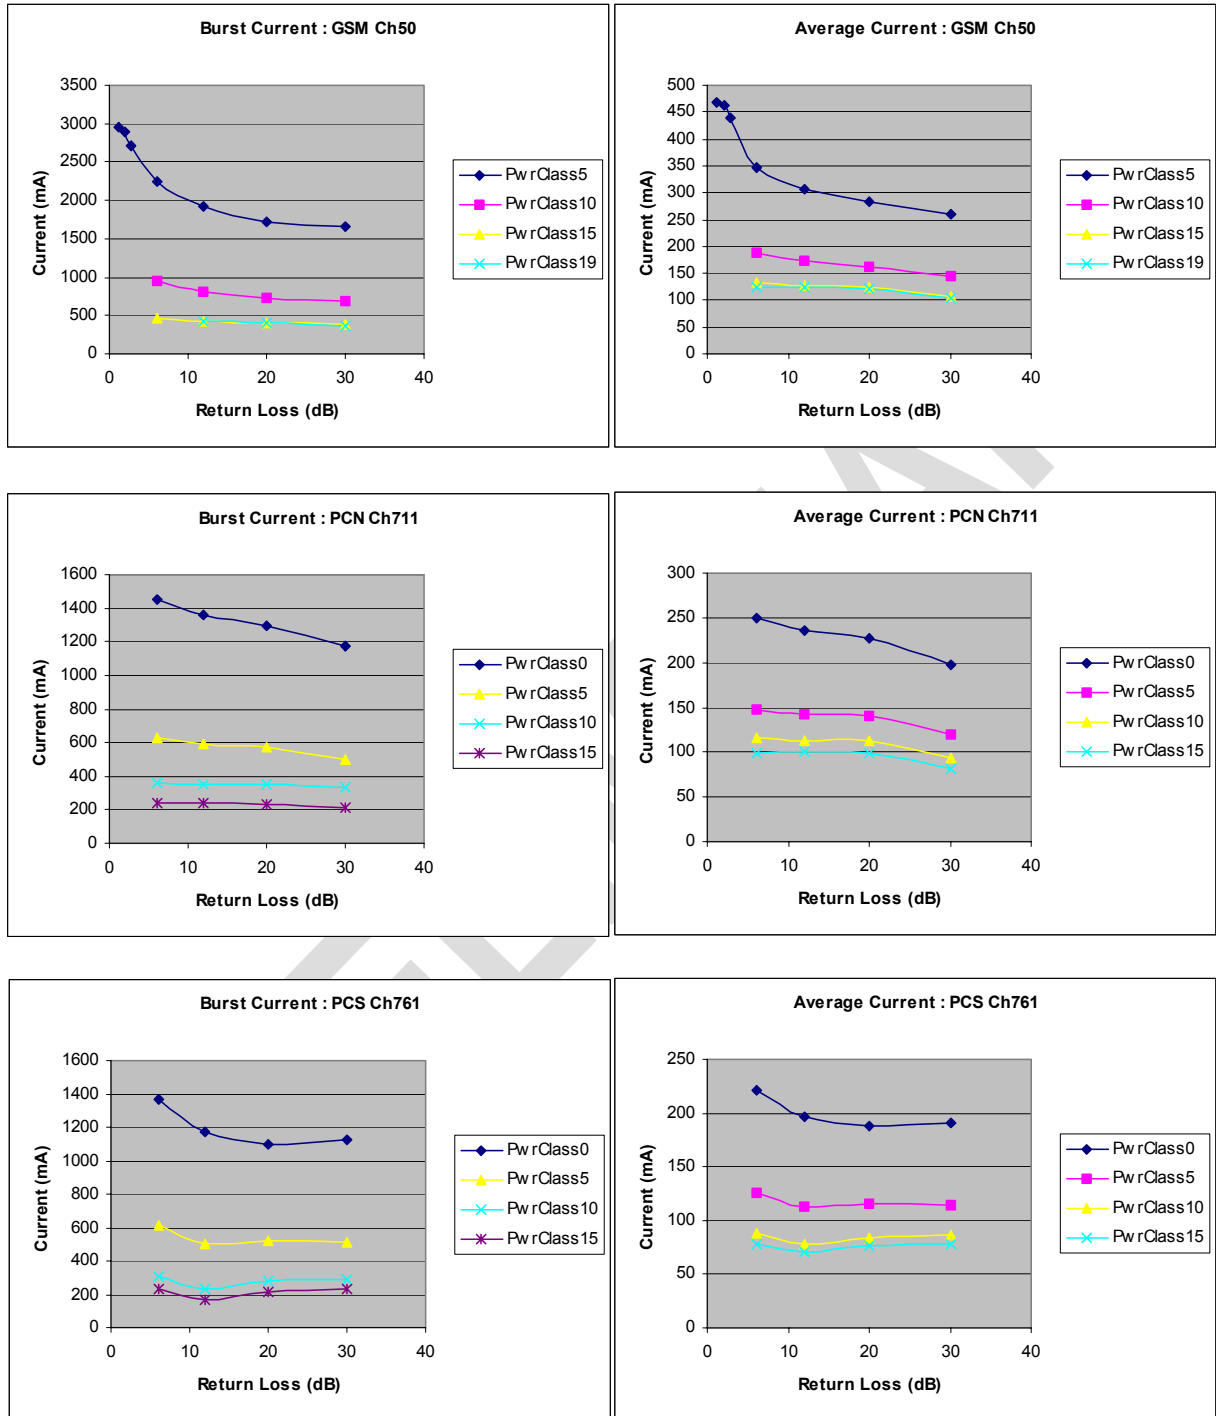 Burst Current : GSM Ch50
3500
3000
2500
2000
1500
1000
500
0
0 10 20 30 40
Current (mA)
Return Loss (dB)
PwrClass5
PwrClass10
PwrClass15
PwrClass19
Average Current : GSM Ch50
500
450
400
350
300
250
200
150
100
50
0
0 10 20 30 40
Current (mA)
Return Loss (dB)
PwrClass5
PwrClass10
PwrClass15
PwrClass19
Burst Current : PCN Ch711
1600
1400
1200
1000
800
600
400
200
0
0 10 20 30 40
Current (mA)
Return Loss (dB)
PwrClass0
PwrClass5
PwrClass10
PwrClass15
Average Current : PCN Ch711
300
250
200
150
100
50
0
0 10 20 30 40
Current (mA)
Return Loss (dB)
PwrClass0
PwrClass5
PwrClass10
PwrClass15
Burst Current : PCS Ch761
1600
1400
1200
1000
800
600
400
200
0
0 10 20 30 40
Current (mA)
Return Loss (dB)
PwrClass0
PwrClass5
PwrClass10
PwrClass15
Average Current : PCS Ch761
250
200
150
100
50
0
0 10 20 30 40
Current (mA)
Return Loss (dB)
PwrClass0
PwrClass5
PwrClass10
PwrClass15